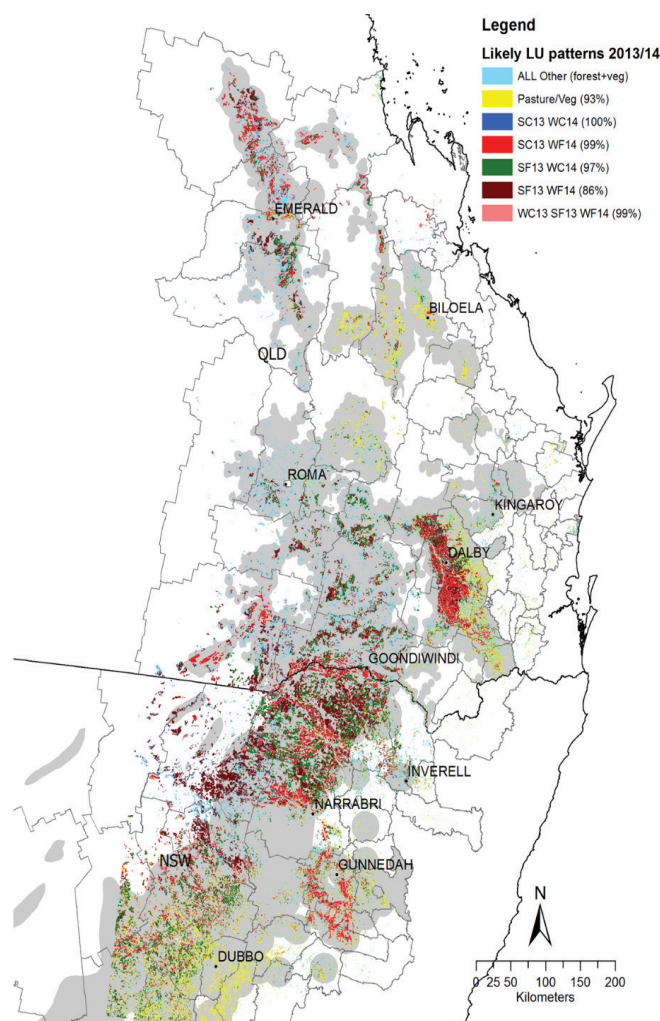 Legend
Likely LU patterns 2013/14
ALL Other (forest+veg)
Pasture/Veg (93%)
SC13 WC14 (100%)
SC13 WF14 (99%)
SF13 WC14 (97%)
SF13 WF14 (86%)
WC13 SF13 WF14 (99%)
EMERALD
BILOELA
QLD
ROMA
KINGAROY
DALBY
GOONDIWINDI
INVERELL
NARRABRI
NSW
GUNNEDAH
DUBBO
N
0 25 50 100 150 200
Kilometers